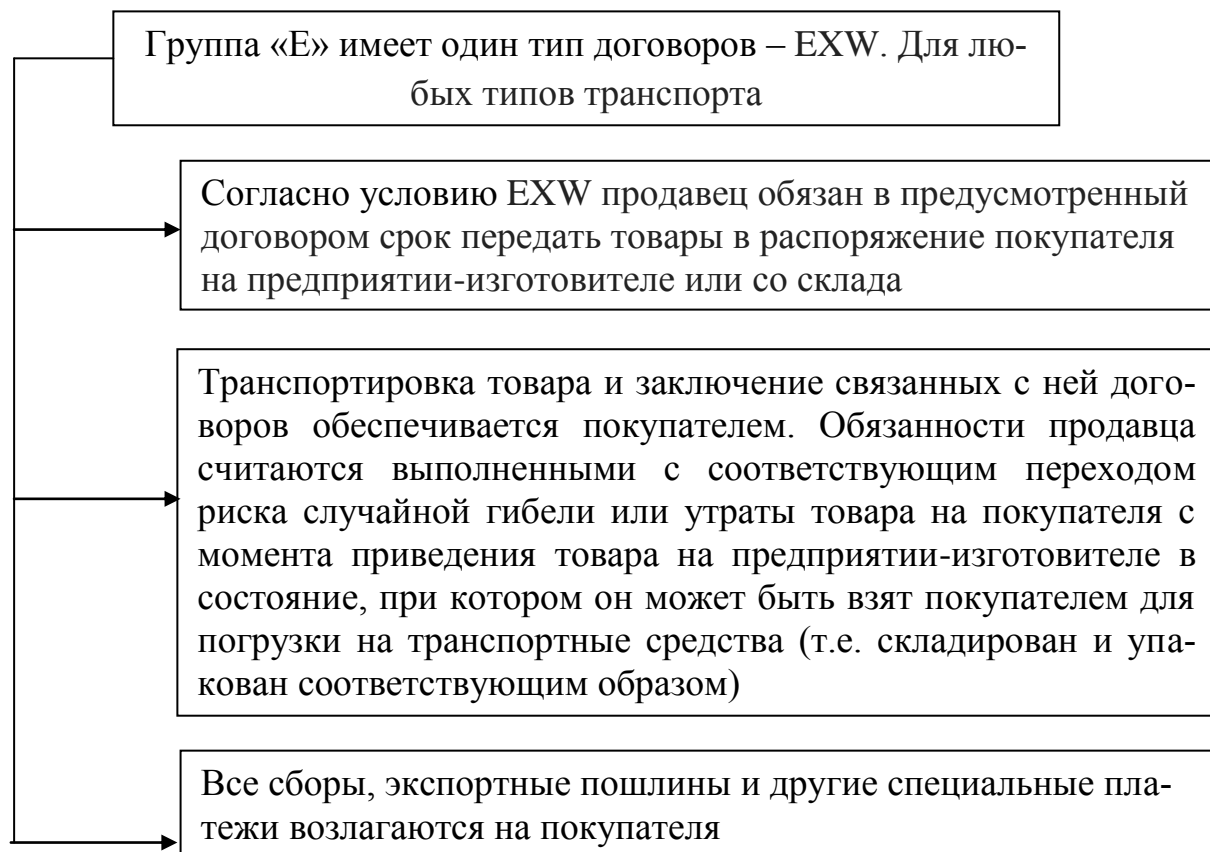 Группа «Е» имеет один тип договоров – EXW. Для лю-
бых типов транспорта
Согласно условию EXW продавец обязан в предусмотренный
договором срок передать товары в распоряжение покупателя
на предприятии-изготовителе или со склада
Транспортировка товара и заключение связанных с ней дого-
воров обеспечивается покупателем. Обязанности продавца
считаются выполненными с соответствующим переходом
риска случайной гибели или утраты товара на покупателя с
момента приведения товара на предприятии-изготовителе в
состояние, при котором он может быть взят покупателем для
погрузки на транспортные средства (т.е. складирован и упа-
кован соответствующим образом)
Все сборы, экспортные пошлины и другие специальные пла-
тежи возлагаются на покупателя